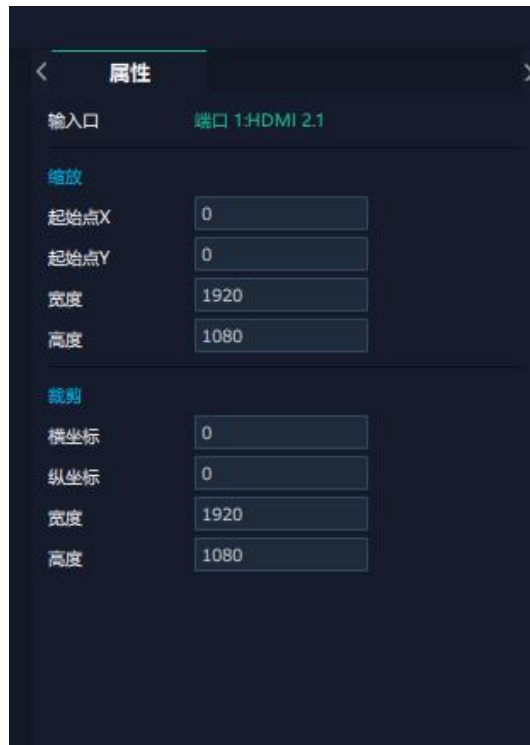 属性
输入口 端口 1:HDMI 2.1
缩放
起始点X 0
起始点Y 0
宽度 1920
高度 1080
裁剪
横坐标 0
纵坐标 0
宽度 1920
高度 1080